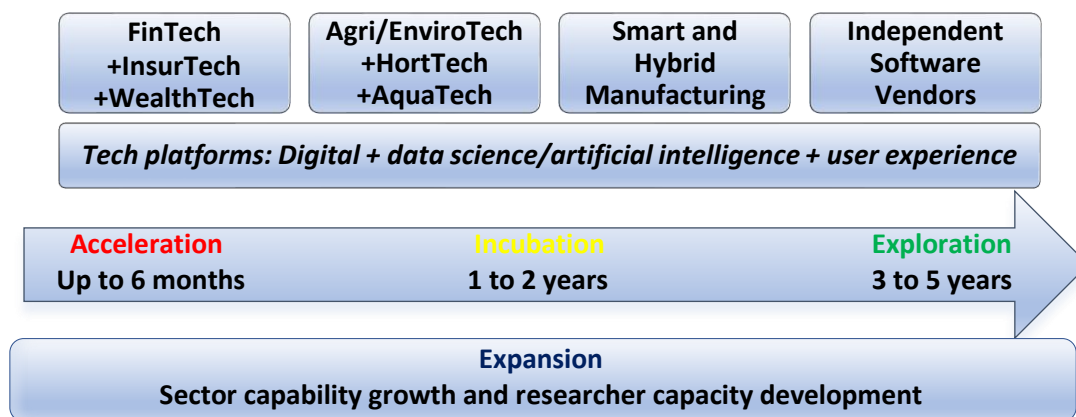 FinTech
+InsurTech
+WealthTech
Agri/EnviroTech
+HortTech
+AquaTech
Smart and
Hybrid
Manufacturing
Independent
Software
Vendors
Tech platforms: Digital + data science/artificial intelligence + user experience
Acceleration
Up to 6 months
Incubation
1 to 2 years
Exploration
3 to 5 years
Expansion
Sector capability growth and researcher capacity development